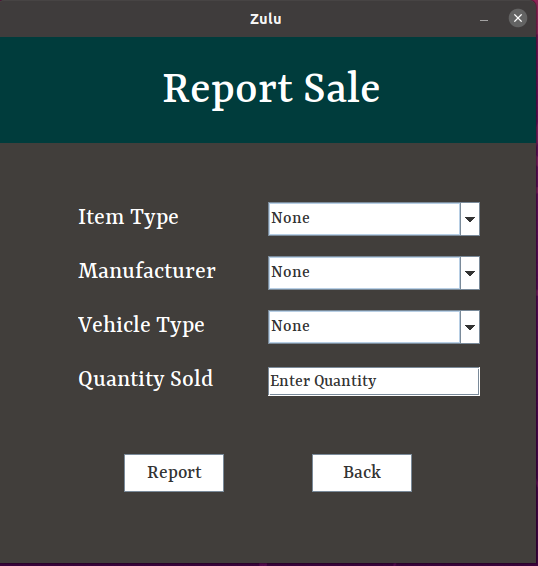 Zulu
Report Sale
Item Type None
Manufacturer None
Vehicle Type None
Quantity Sold Enter Quantity
Report Back